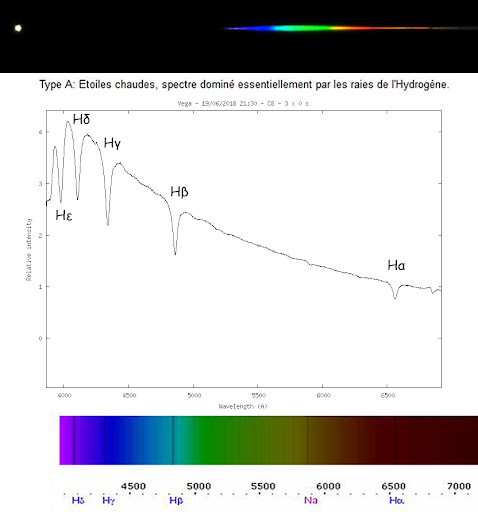 Type A: Etoiles chaudes, spectre dominé essentiellement par les raies de l'Hydrogène.
Vega - 19/06/2018 21:30 - C8 - 3 x 0 s
4
Hδ
Hγ
3
Hβ
Hε
2
Relative intensity
Hα
1
0
4000 4500 5000 5500 6000 6500
Wavelength (A)
4500 5000 5500 6000 6500 7000
Hδ Hγ Hβ Na Hα